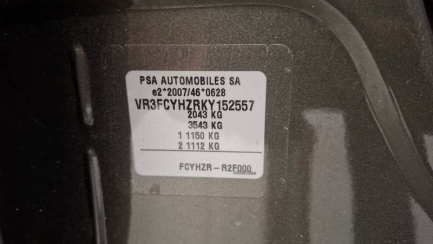 PSA AUTOMOBILES SA
e2*2007/46*0628
VR3FCYHZRKY152557
2043 KG
3543 KG
1 1150 KG
2 1112 KG
FCYHZR-R2F000